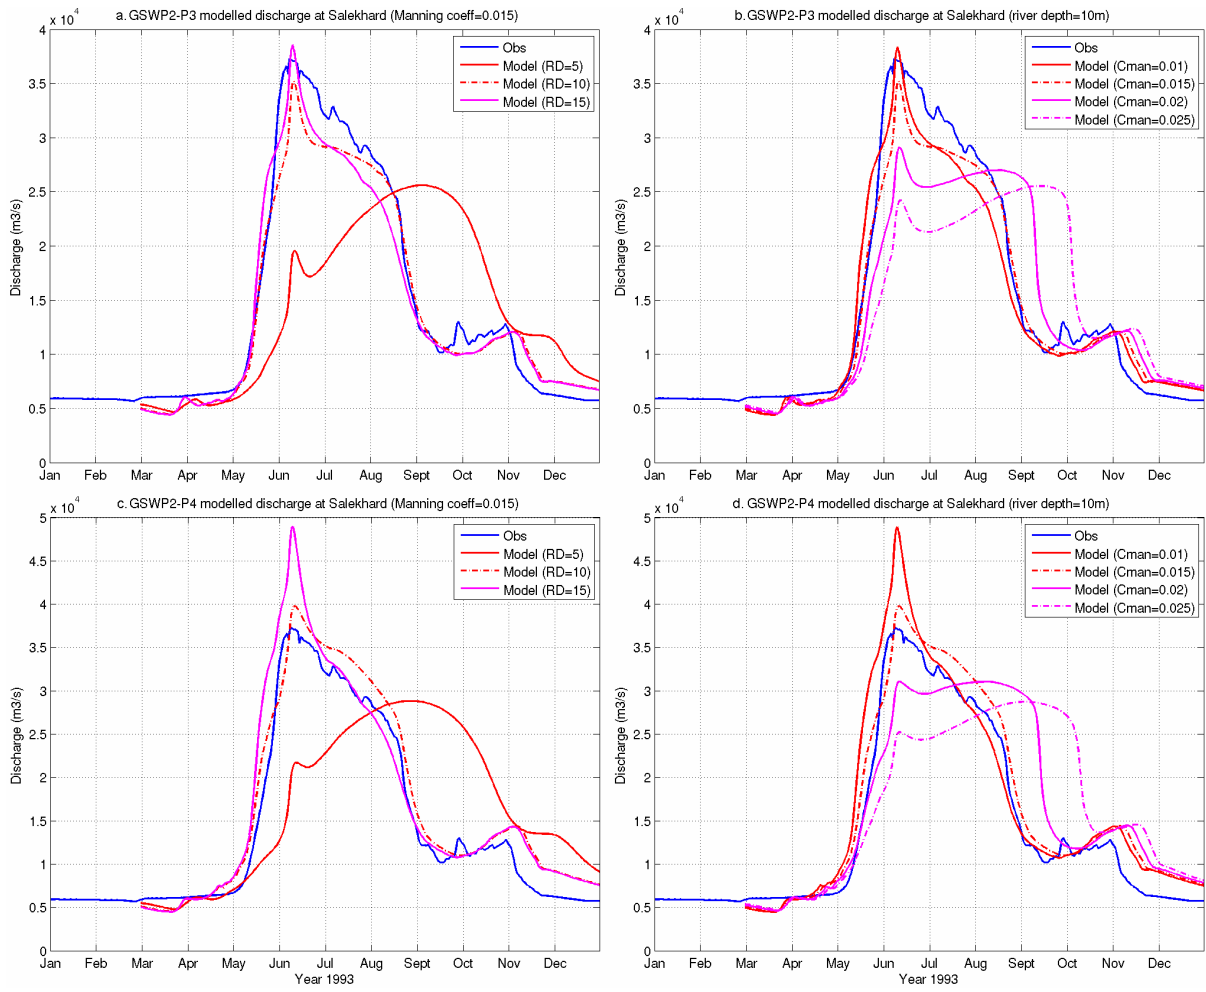 a. GSWP2-P3 modelled discharge at Salekhard (Manning coeff=0.015)
x 10^4
4
3.5
3
2.5
2
1.5
1
0.5
0
Discharge (m3/s)
Obs
Model (RD=5)
Model (RD=10)
Model (RD=15)
Jan Feb Mar Apr May Jun Jul Aug Sept Oct Nov Dec
b. GSWP2-P3 modelled discharge at Salekhard (river depth=10m)
x 10^4
4
3.5
3
2.5
2
1.5
1
0.5
0
Discharge (m3/s)
Obs
Model (Cman=0.01)
Model (Cman=0.015)
Model (Cman=0.02)
Model (Cman=0.025)
Jan Feb Mar Apr May Jun Jul Aug Sept Oct Nov Dec
c. GSWP2-P4 modelled discharge at Salekhard (Manning coeff=0.015)
x 10^4
5
4.5
4
3.5
3
2.5
2
1.5
1
0.5
0
Discharge (m3/s)
Obs
Model (RD=5)
Model (RD=10)
Model (RD=15)
Jan Feb Mar Apr May Jun Jul Aug Sept Oct Nov Dec
Year 1993
d. GSWP2-P4 modelled discharge at Salekhard (river depth=10m)
x 10^4
5
4.5
4
3.5
3
2.5
2
1.5
1
0.5
0
Discharge (m3/s)
Obs
Model (Cman=0.01)
Model (Cman=0.015)
Model (Cman=0.02)
Model (Cman=0.025)
Jan Feb Mar Apr May Jun Jul Aug Sept Oct Nov Dec
Year 1993